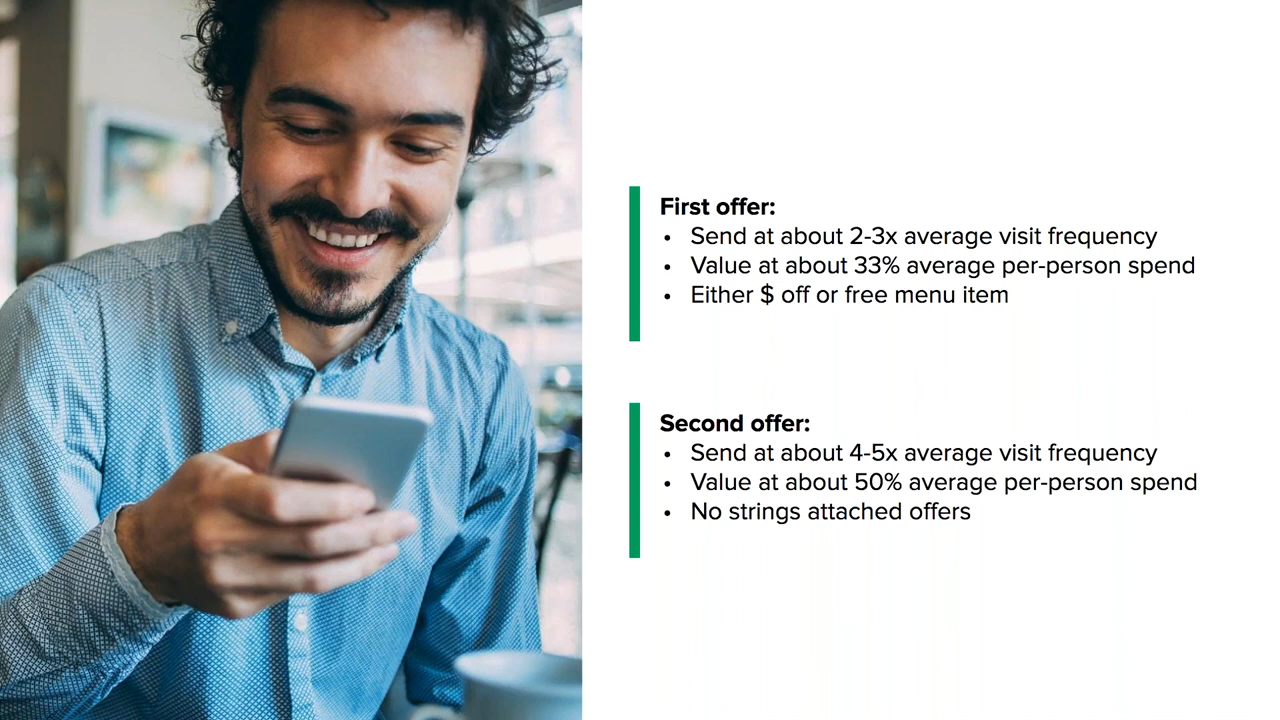 First offer:
• Send at about 2-3x average visit frequency
• Value at about 33% average per-person spend
• Either $ off or free menu item
Second offer:
• Send at about 4-5x average visit frequency
• Value at about 50% average per-person spend
• No strings attached offers